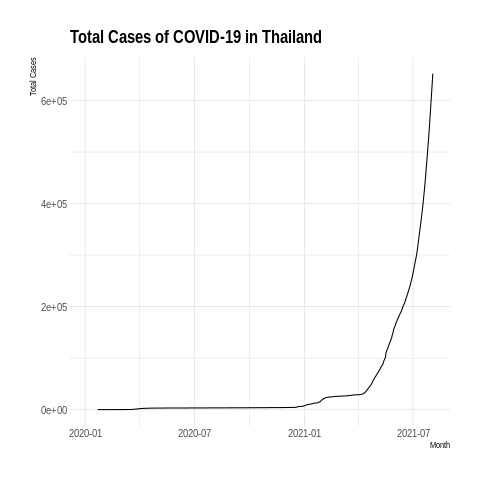 Total Cases of COVID-19 in Thailand
Total Cases
6e+05
4e+05
2e+05
0e+00
2020-01
2020-07
2021-01
2021-07
Month